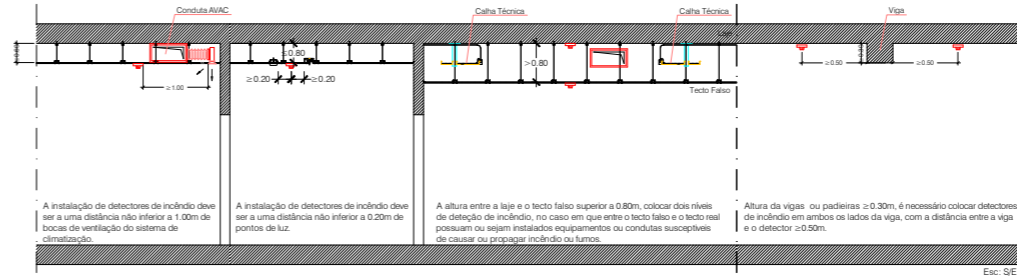 Conduta AVAC
Calha Técnica
Calha Técnica
Viga
Laje
≤0.80
≥0.20
≥0.20
>0.80
≥1.00
≥0.50
≥0.50
Tecto Falso
A instalação de detectores de incêndio deve
ser a uma distância não inferior a 1.00m de
bocas de ventilação do sistema de
climatização.
A instalação de detectores de incêndio deve
ser a uma distância não inferior a 0.20m de
pontos de luz.
A altura entre a laje e o tecto falso superior a 0.80m, colocar dois níveis
de deteção de incêndio, no caso em que entre o tecto falso e o tecto real
possuam ou sejam instalados equipamentos ou condutas susceptiveis
de causar ou propagar incêndio ou fumos.
Altura da vigas ou padieiras ≥0.30m, é necessário colocar detectores
de incêndio em ambos os lados da viga, com a distância entre a viga
e o detector ≥0.50m.
Esc: S/E